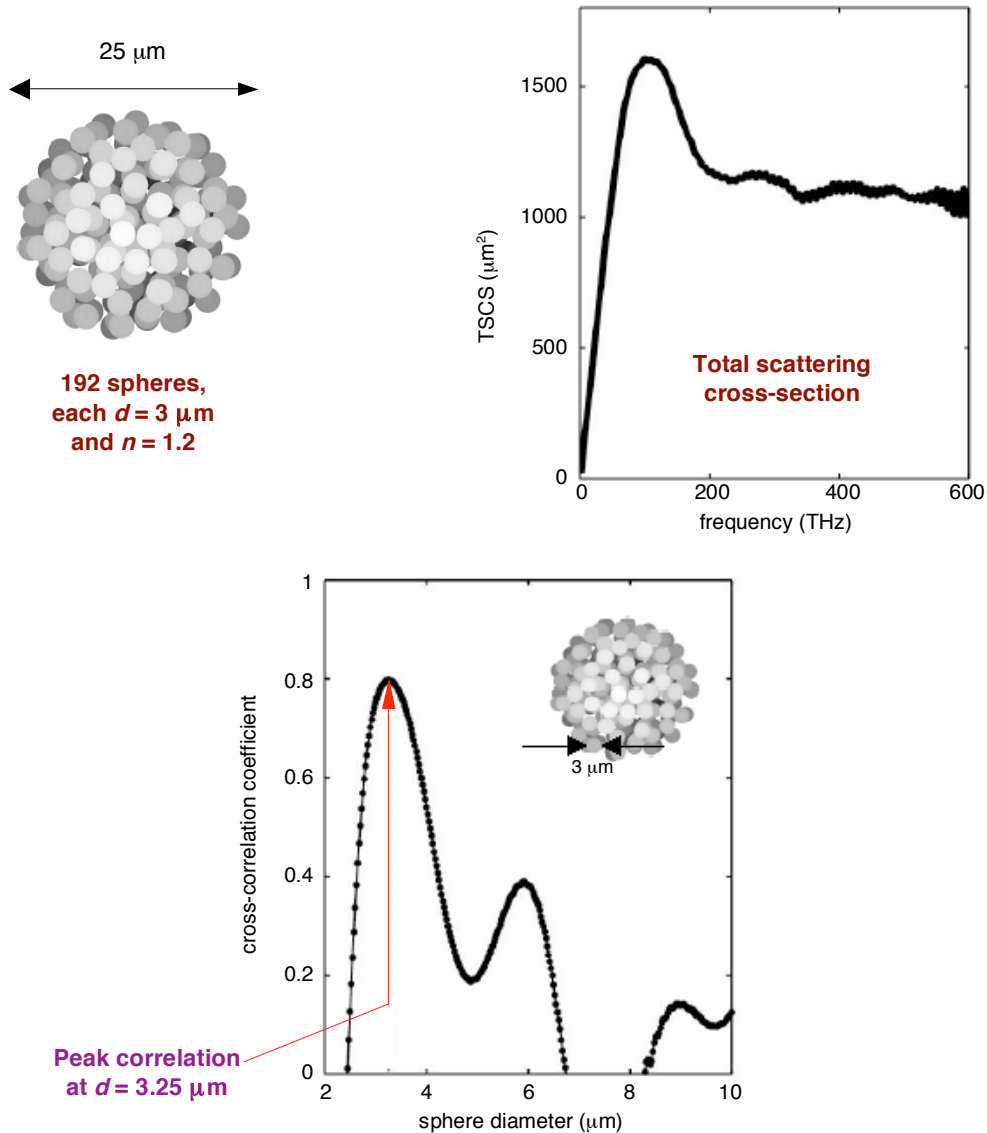 25 μm
192 spheres,
each d = 3 μm
and n = 1.2
1500
1000
500
0
TSCS (μm²)
Total scattering
cross-section
0
200
400
600
frequency (THz)
1
0.8
0.6
0.4
0.2
0
cross-correlation coefficient
3 μm
Peak correlation
at d = 3.25 μm
2
4
6
8
10
sphere diameter (μm)